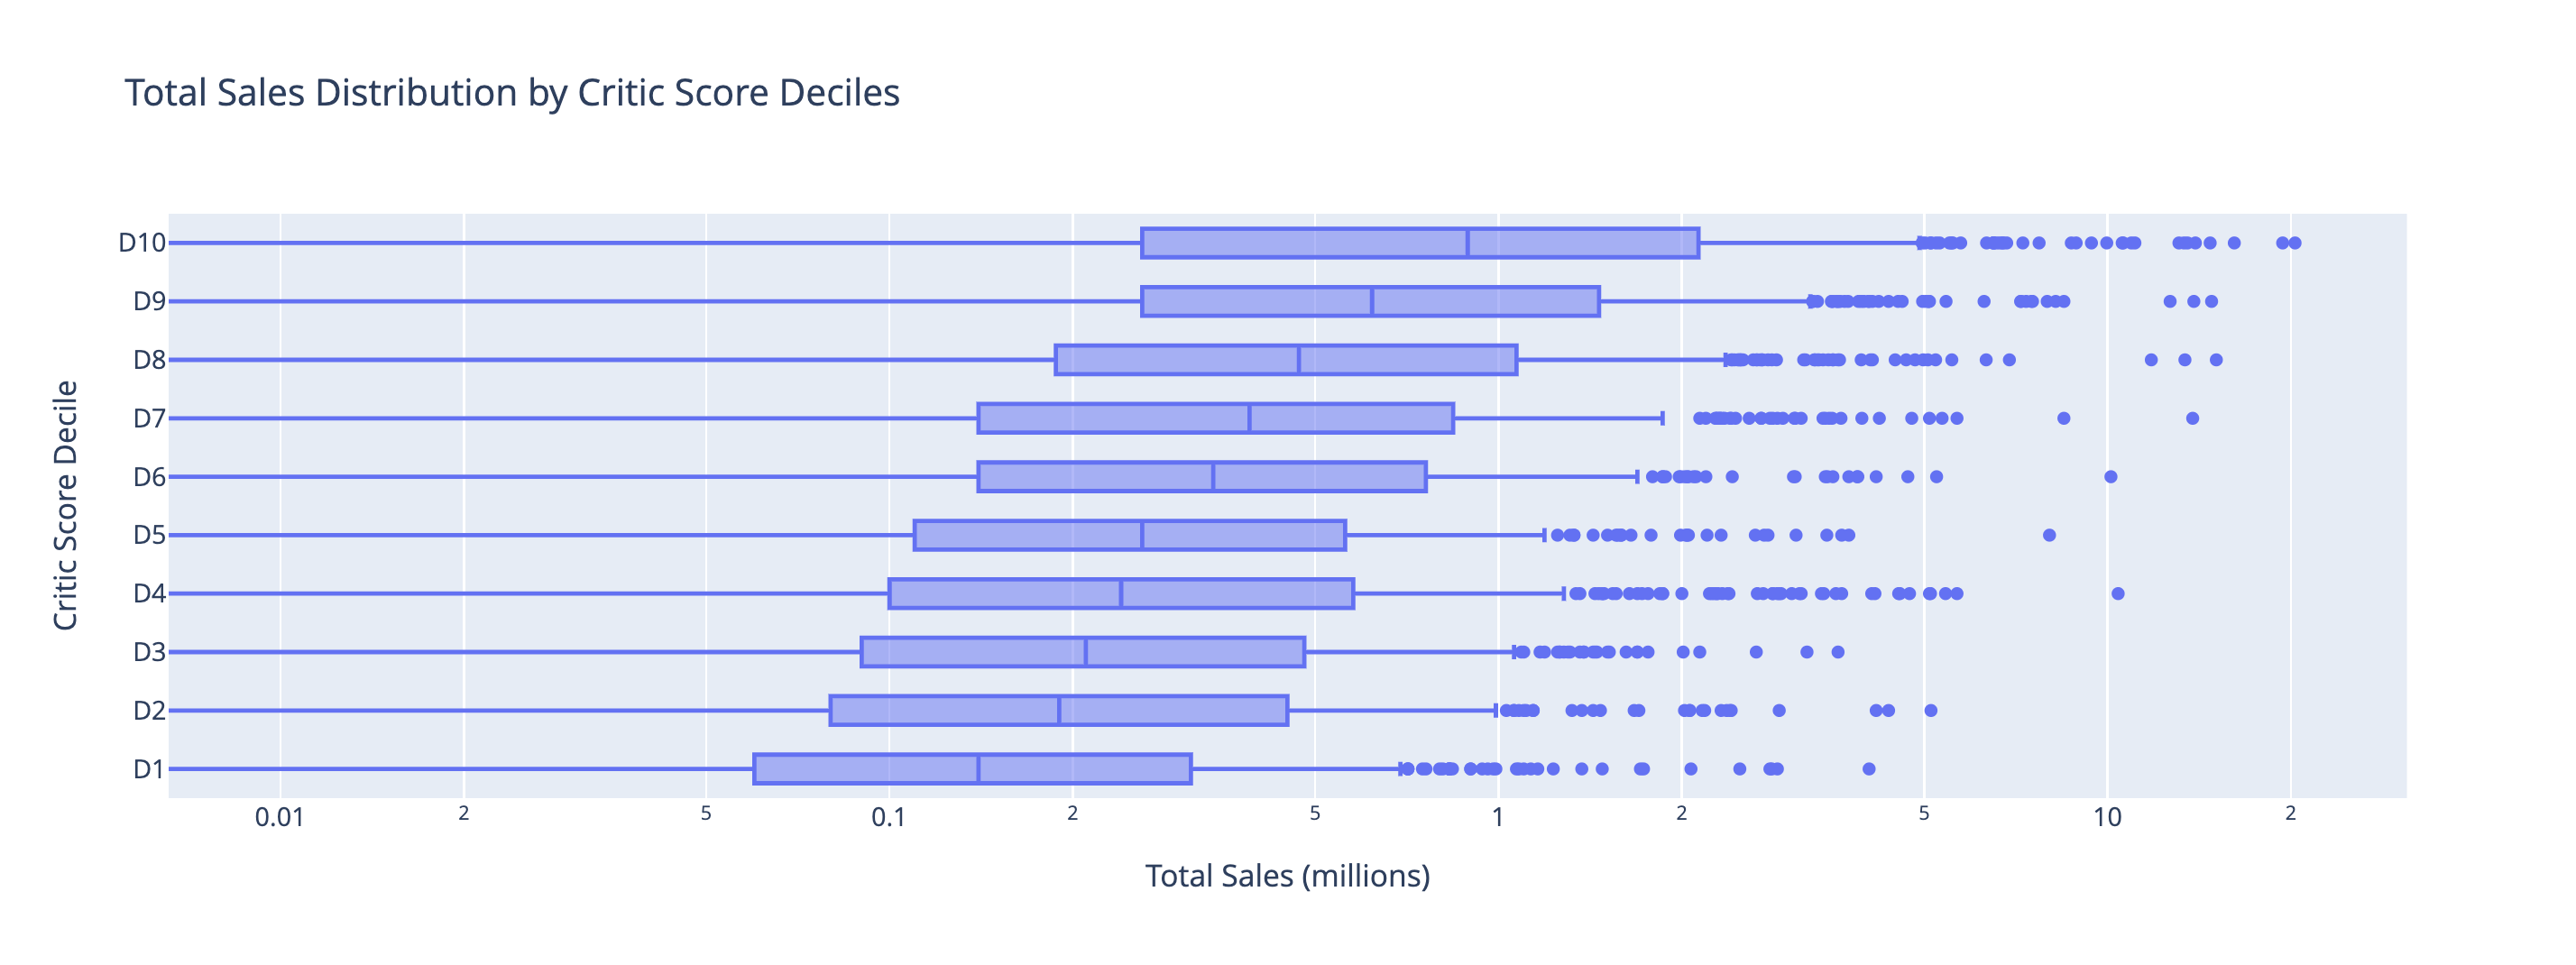 Total Sales Distribution by Critic Score Deciles
Critic Score Decile
D10
D9
D8
D7
D6
D5
D4
D3
D2
D1
0.01 2 5 0.1 2 5 1 2 5 10 2
Total Sales (millions)